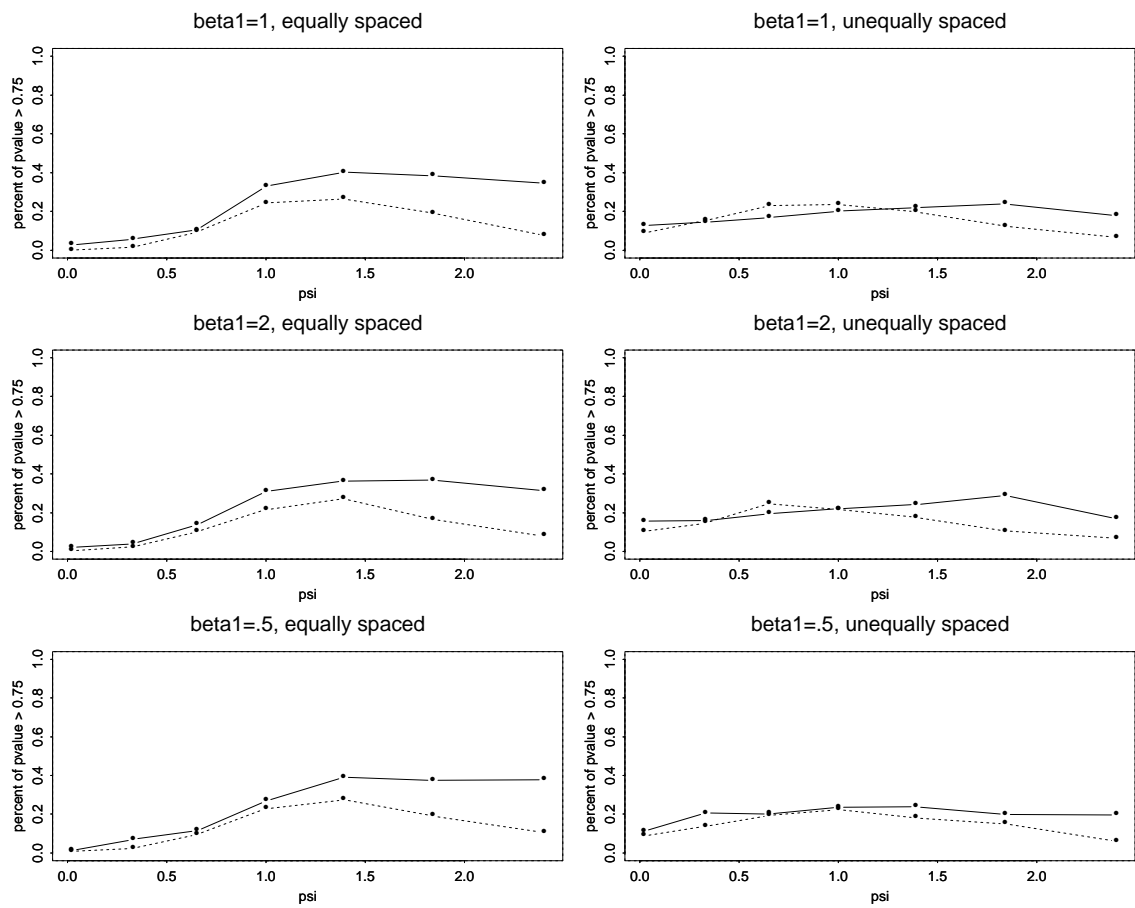 beta1=1, equally spaced
percent of pvalue > 0.75
0.0 0.2 0.4 0.6 0.8 1.0
0.0 0.5 1.0 1.5 2.0
psi
beta1=1, unequally spaced
percent of pvalue > 0.75
0.0 0.2 0.4 0.6 0.8 1.0
0.0 0.5 1.0 1.5 2.0
psi
beta1=2, equally spaced
percent of pvalue > 0.75
0.0 0.2 0.4 0.6 0.8 1.0
0.0 0.5 1.0 1.5 2.0
psi
beta1=2, unequally spaced
percent of pvalue > 0.75
0.0 0.2 0.4 0.6 0.8 1.0
0.0 0.5 1.0 1.5 2.0
psi
beta1=.5, equally spaced
percent of pvalue > 0.75
0.0 0.2 0.4 0.6 0.8 1.0
0.0 0.5 1.0 1.5 2.0
psi
beta1=.5, unequally spaced
percent of pvalue > 0.75
0.0 0.2 0.4 0.6 0.8 1.0
0.0 0.5 1.0 1.5 2.0
psi